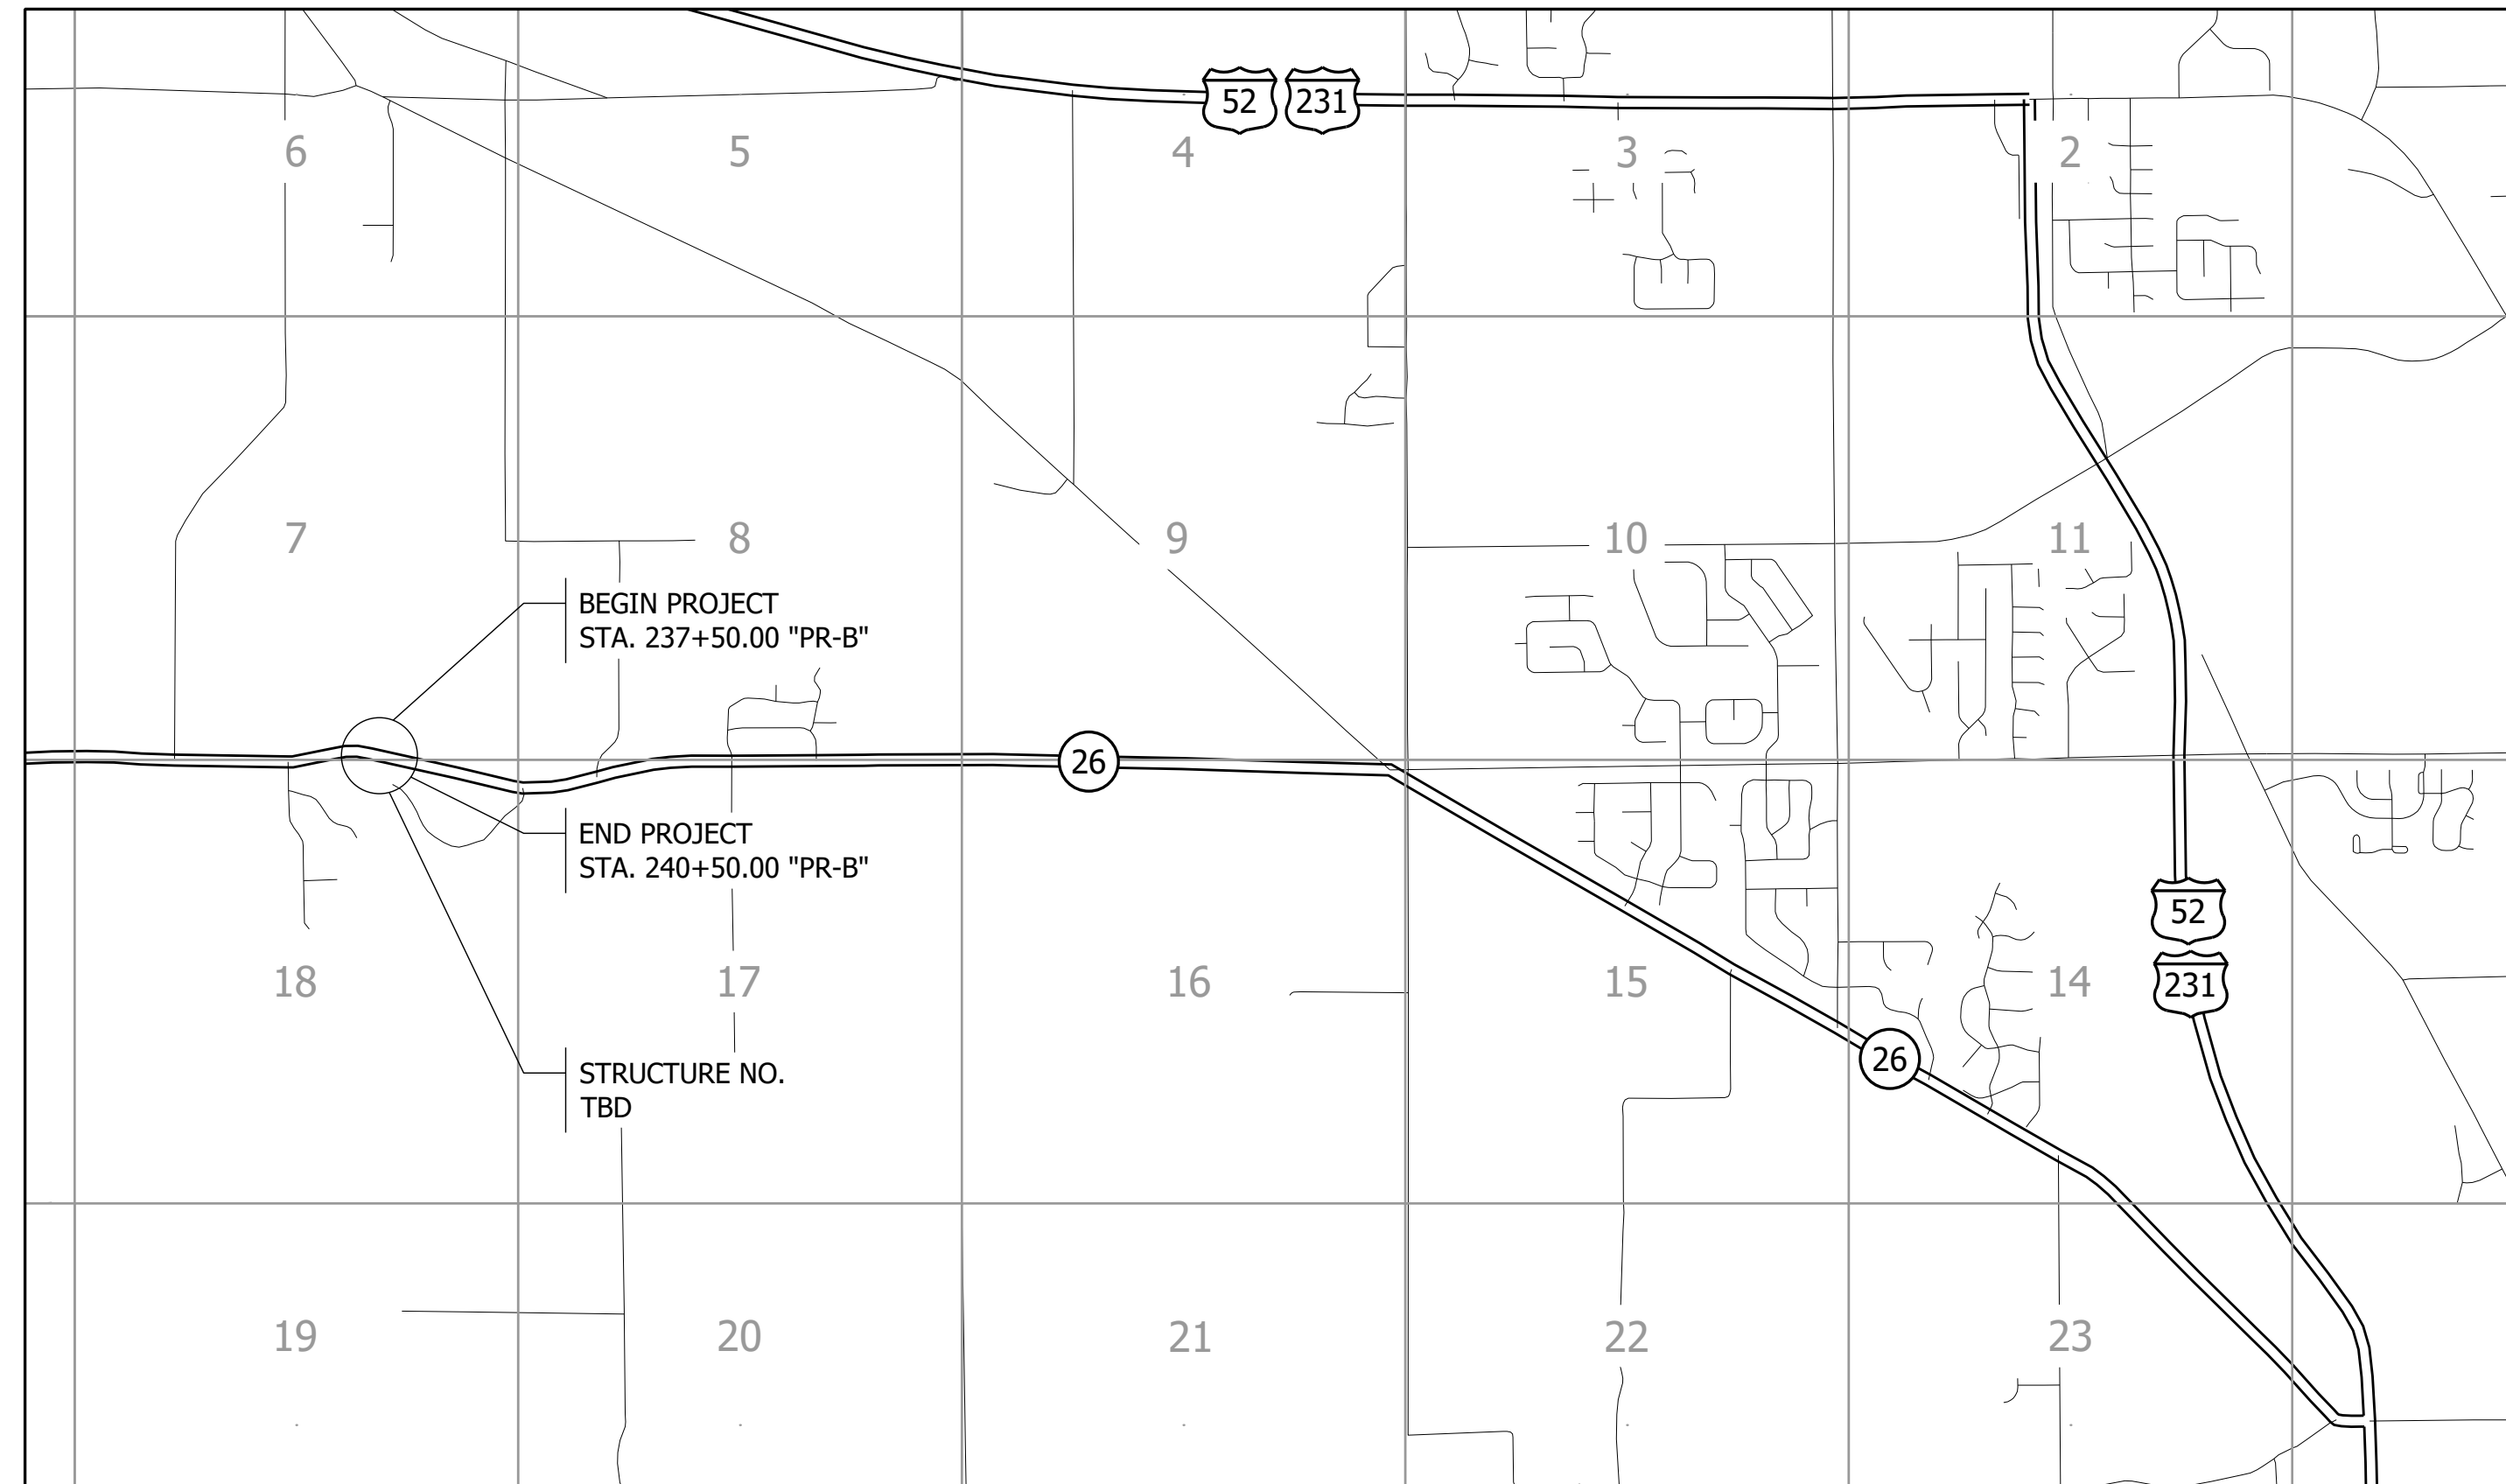 52 231
6 5 4 3 2
7 8 9 10 11
BEGIN PROJECT
STA. 237+50.00 "PR-B"
26
END PROJECT
STA. 240+50.00 "PR-B"
52
18 17 16 15 14 231
26
STRUCTURE NO.
TBD
19 20 21 22 23